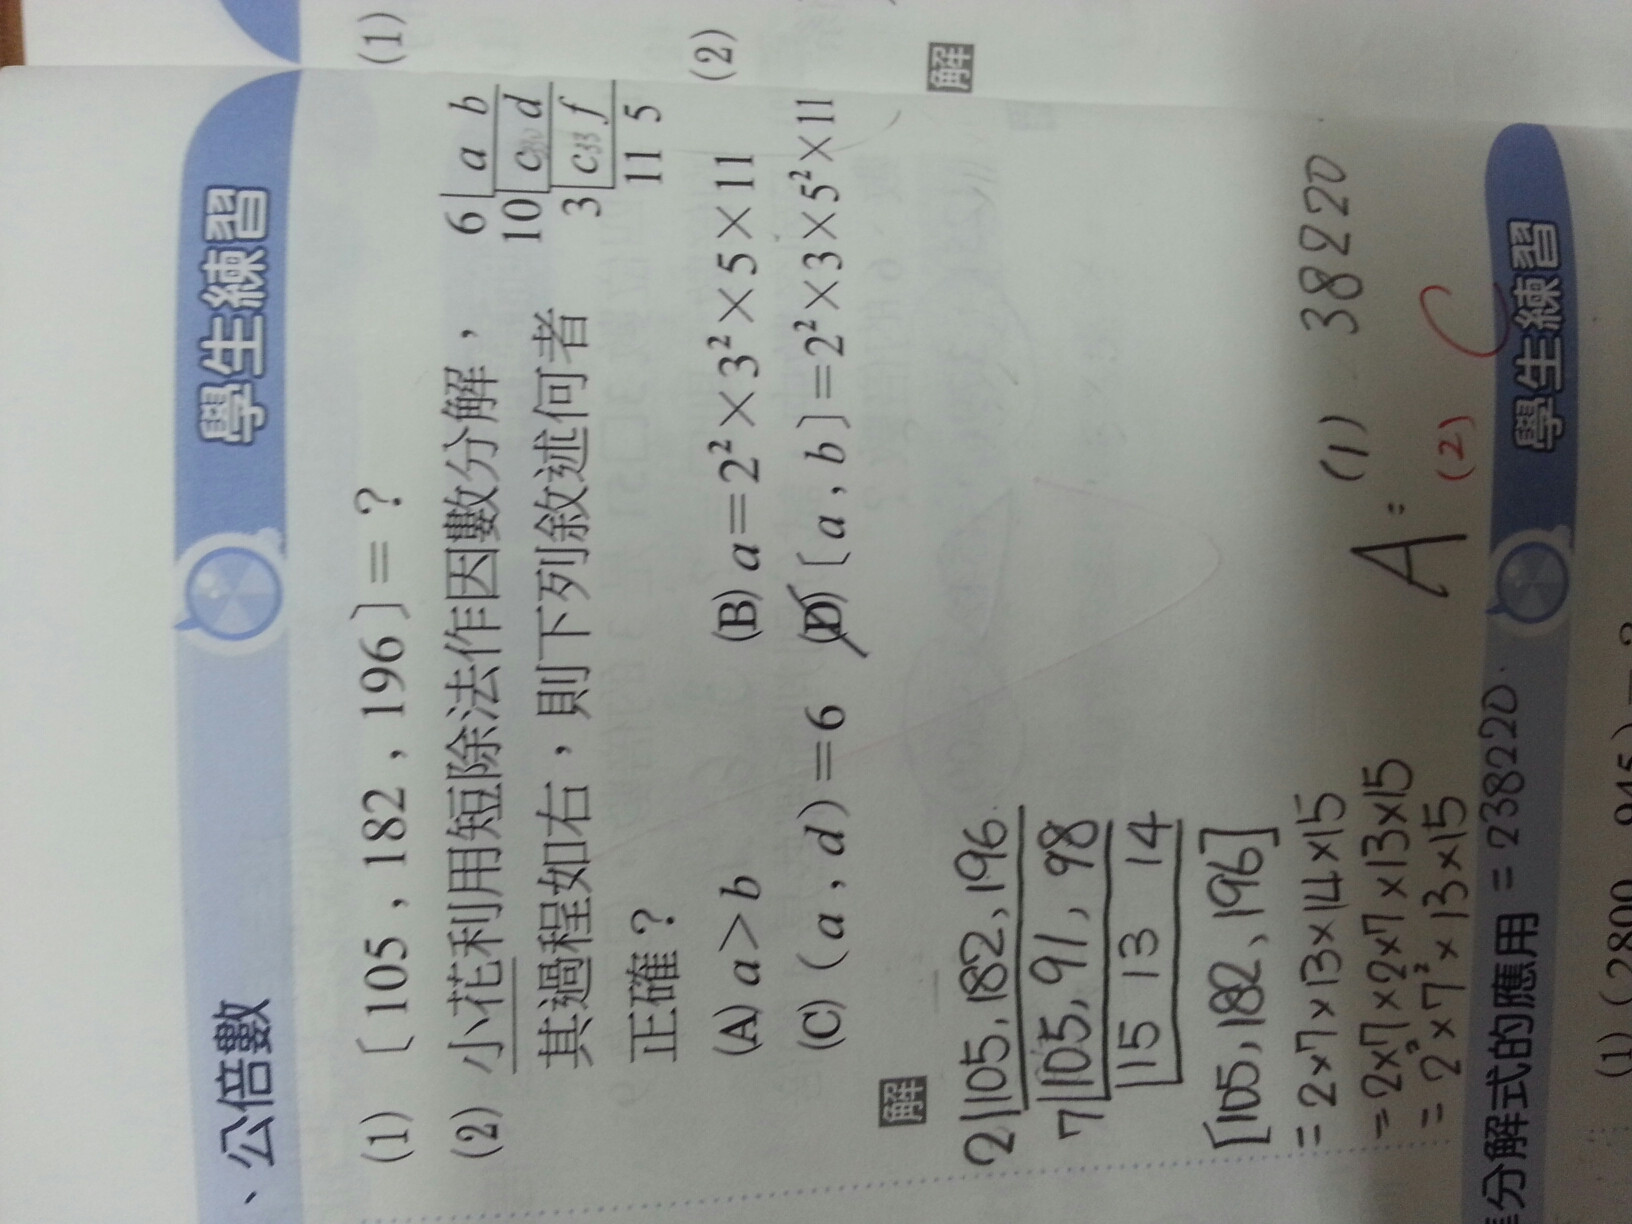 、公倍數
學生練習
(1)〔105，182，196〕=？
(2) 小花利用短除法作因數分解，
其過程如右，則下列敘述何者
正確？
6 a b
10 c d
3 f
11 5
(A) a＞b
(B) a=2²×3²×5×11
(C)（a，d）=6
(D)〔a，b〕=2²×3×5²×11
解
2 105, 182, 196
7 105, 91, 98
15 13 14
[105, 182, 196]
= 2×7×13×14×15
= 2×7×2×7×13×15
= 2²×7²×13×15
= 238220.
A: (1) 38220
(2) C
分解式的應用
學生練習
(1)
(2)
解